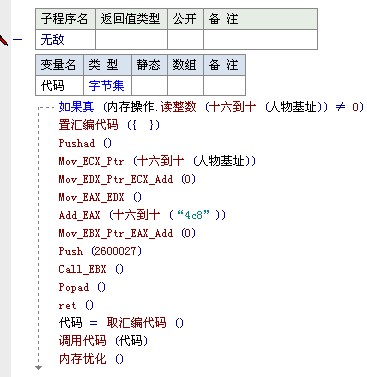 子程序名 返回值类型 公开 备 注
无敌
变量名 类 型 静态 数组 备 注
代码 字节集
如果真 (内存操作.读整数 (十六到十 (人物基址)) ≠ 0)
置汇编代码 ({ })
Pushad ()
Mov_ECX_Ptr (十六到十 (人物基址))
Mov_EDX_Ptr_ECX_Add (0)
Mov_EAX_EDX ()
Add_EAX (十六到十 (“4c8”))
Mov_EBX_Ptr_EAX_Add (0)
Push (2600027)
Call_EBX ()
Popad ()
ret ()
代码 = 取汇编代码 ()
调用代码 (代码)
内存优化 ()